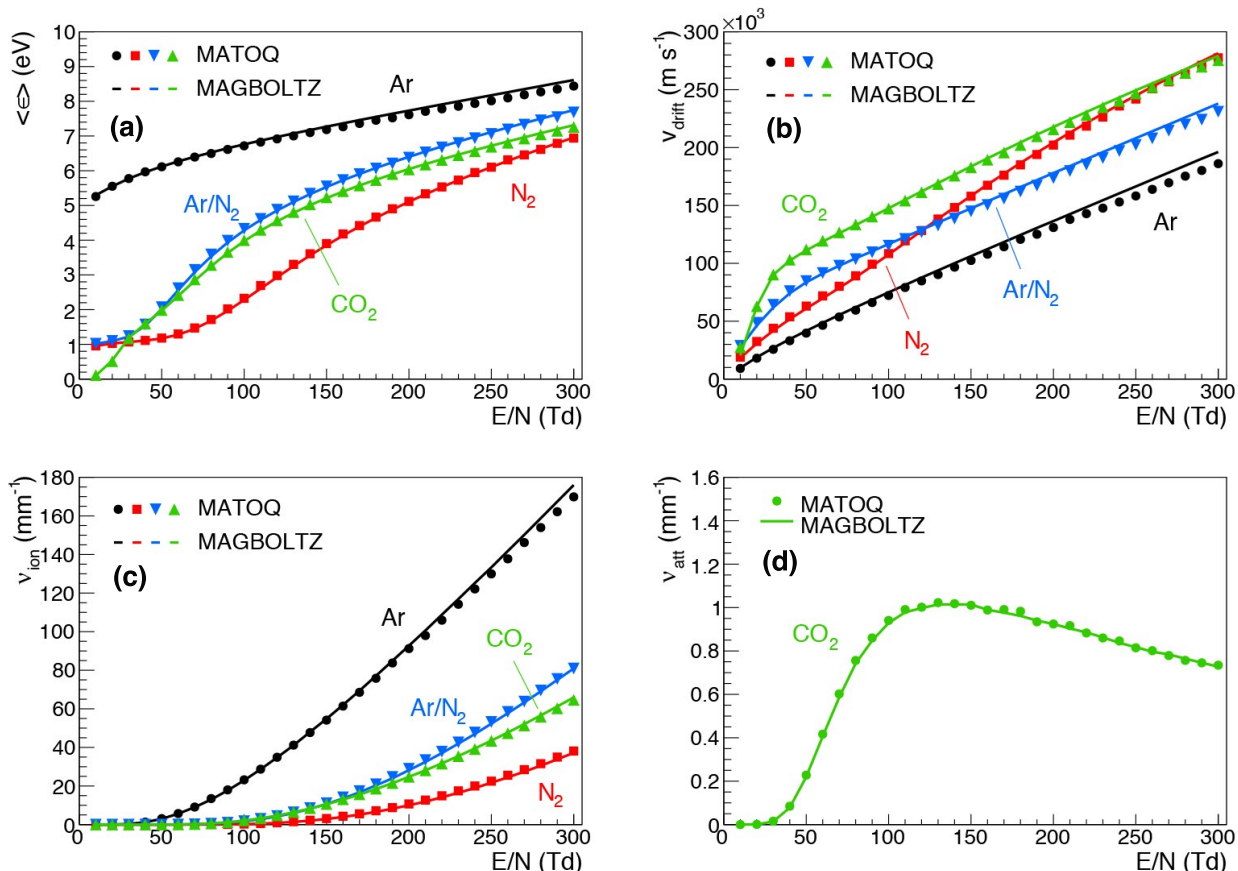 <ϵ> (eV)
10
9
8
7
6
5
4
3
2
1
0
MATOQ
MAGBOLTZ
(a)
Ar
Ar/N₂
CO₂
N₂
0 50 100 150 200 250 300
E/N (Td)
×10³
v_drift (m s⁻¹)
300
250
200
150
100
50
0
MATOQ
MAGBOLTZ
(b)
CO₂
Ar
Ar/N₂
N₂
0 50 100 150 200 250 300
E/N (Td)
ν_ion (mm⁻¹)
180
160
140
120
100
80
60
40
20
0
MATOQ
MAGBOLTZ
(c)
Ar
CO₂
Ar/N₂
N₂
0 50 100 150 200 250 300
E/N (Td)
ν_att (mm⁻¹)
1.6
1.4
1.2
1
0.8
0.6
0.4
0.2
0
MATOQ
MAGBOLTZ
(d)
CO₂
0 50 100 150 200 250 300
E/N (Td)